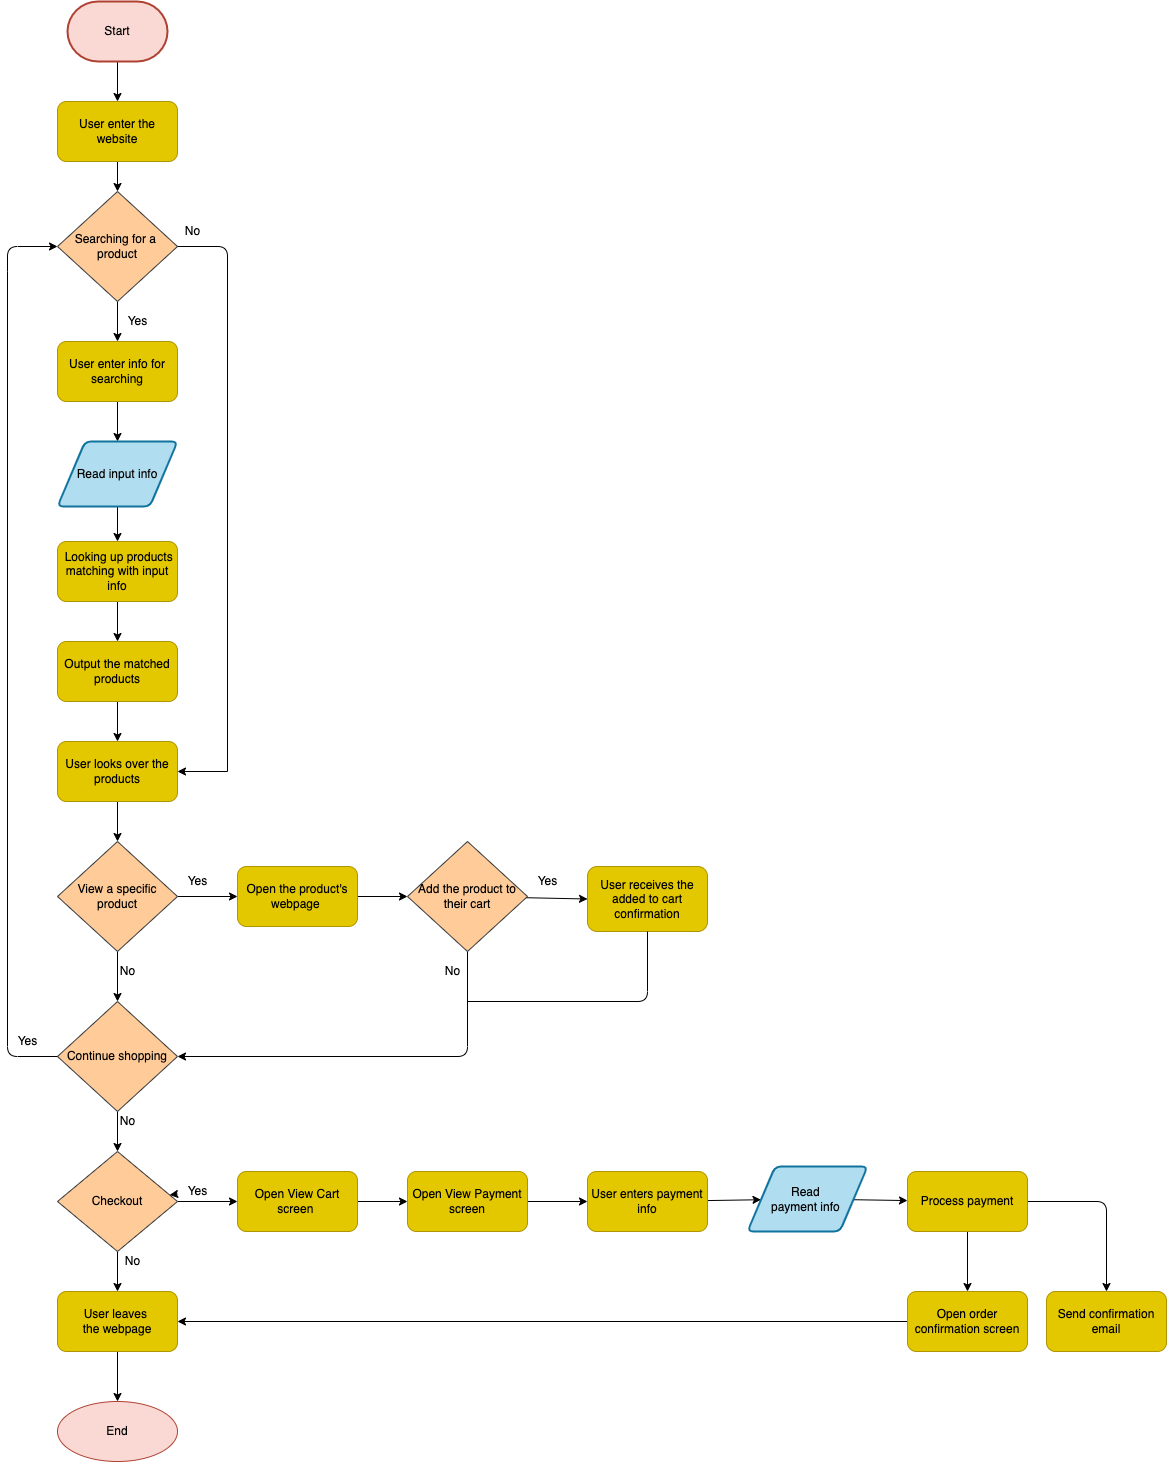 Start
User enter the
website
Searching for a
product
No
Yes
User enter info for
searching
Read input info
Looking up products
matching with input
info
Output the matched
products
User looks over the
products
View a specific
product
Yes
Open the product's
webpage
Add the product to
their cart
Yes
User receives the
added to cart
confirmation
No
No
Yes
Continue shopping
No
Checkout
Yes
Open View Cart
screen
Open View Payment
screen
User enters payment
info
Read
payment info
Process payment
No
User leaves
the webpage
Open order
confirmation screen
Send confirmation
email
End